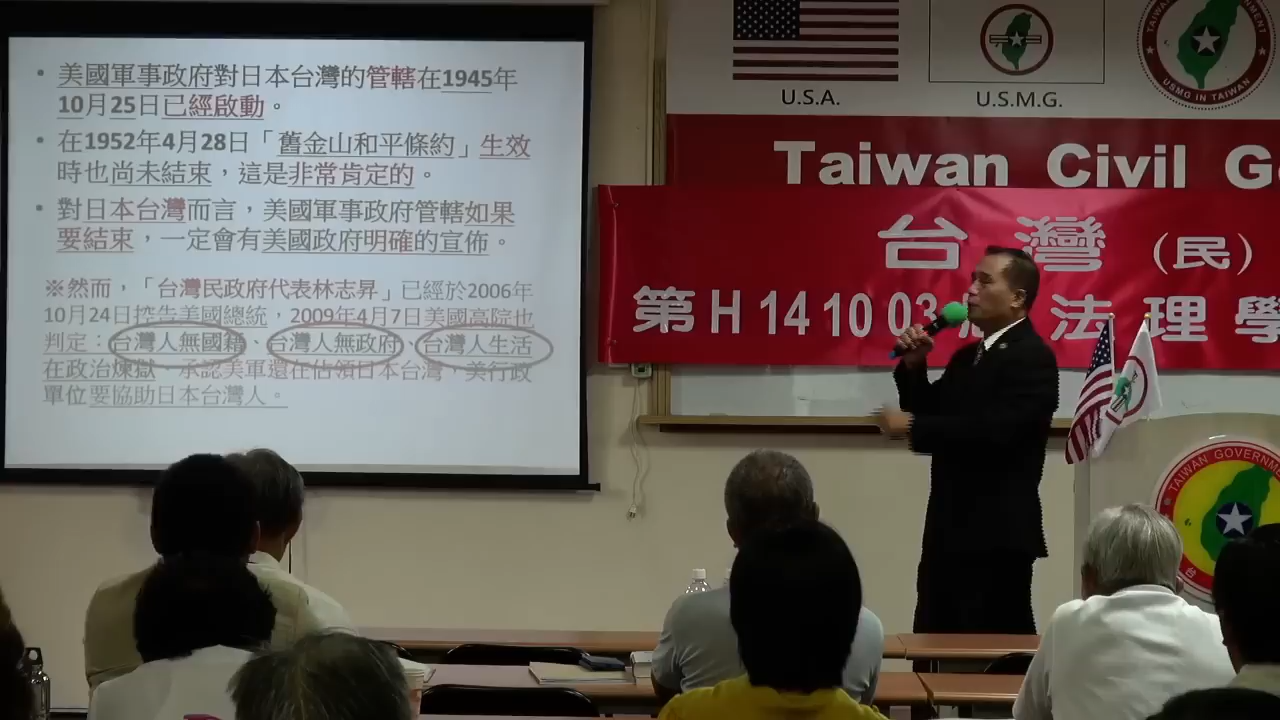 • 美國軍事政府對日本台灣的管轄在1945年
10月25日已經啟動。
• 在1952年4月28日「舊金山和平條約」生效
時也尚未結束，這是非常肯定的。
• 對日本台灣而言，美國軍事政府管轄如果
要結束，一定會有美國政府明確的宣佈。
※然而，「台灣民政府代表林志昇」已經於2006年
10月24日控告美國總統，2009年4月7日美國高院也
判定：台灣人無國籍、台灣人無政府、台灣人生活
在政治煉獄 承認美軍還在佔領日本台灣 美行政
單位要協助日本台灣人。
U.S.A.
U.S.M.G.
USMG IN TAIWAN
Taiwan Civil G
台灣（民）
第H 14 10 03 法理學
TAIWAN GOVERNME
台